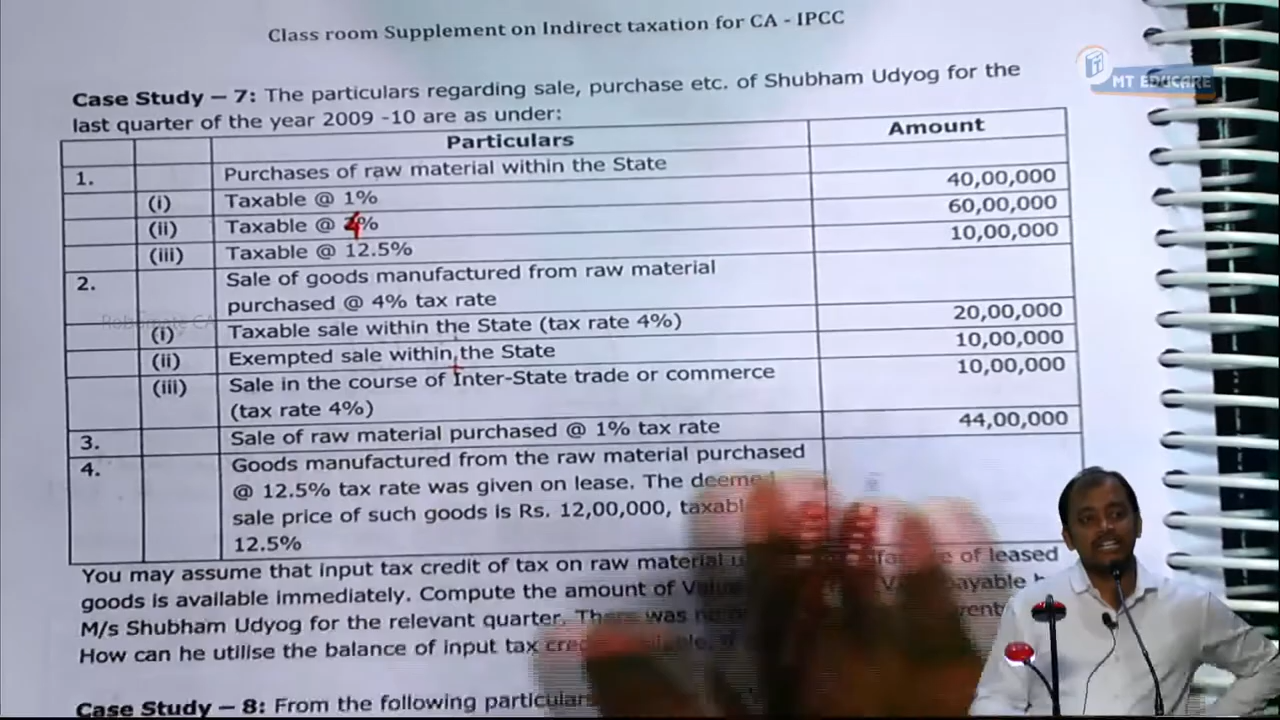 Class room Supplement on Indirect taxation for CA - IPCC
MT EDUCARE
Case Study – 7: The particulars regarding sale, purchase etc. of Shubham Udyog for the
last quarter of the year 2009 -10 are as under:
Particulars Amount
1. Purchases of raw material within the State
(i) Taxable @ 1% 40,00,000
(ii) Taxable @ 4% 60,00,000
(iii) Taxable @ 12.5% 10,00,000
2. Sale of goods manufactured from raw material
purchased @ 4% tax rate
(i) Taxable sale within the State (tax rate 4%) 20,00,000
(ii) Exempted sale within the State 10,00,000
(iii) Sale in the course of Inter-State trade or commerce 10,00,000
(tax rate 4%)
3. Sale of raw material purchased @ 1% tax rate 44,00,000
4. Goods manufactured from the raw material purchased
@ 12.5% tax rate was given on lease. The
sale price of such goods is Rs. 12,00,000,
12.5%
You may assume that input tax credit of tax on raw material of leased
goods is available immediately. Compute the amount of
M/s Shubham Udyog for the relevant quarter. There was
How can he utilise the balance of input tax
Case Study – 8: From the following